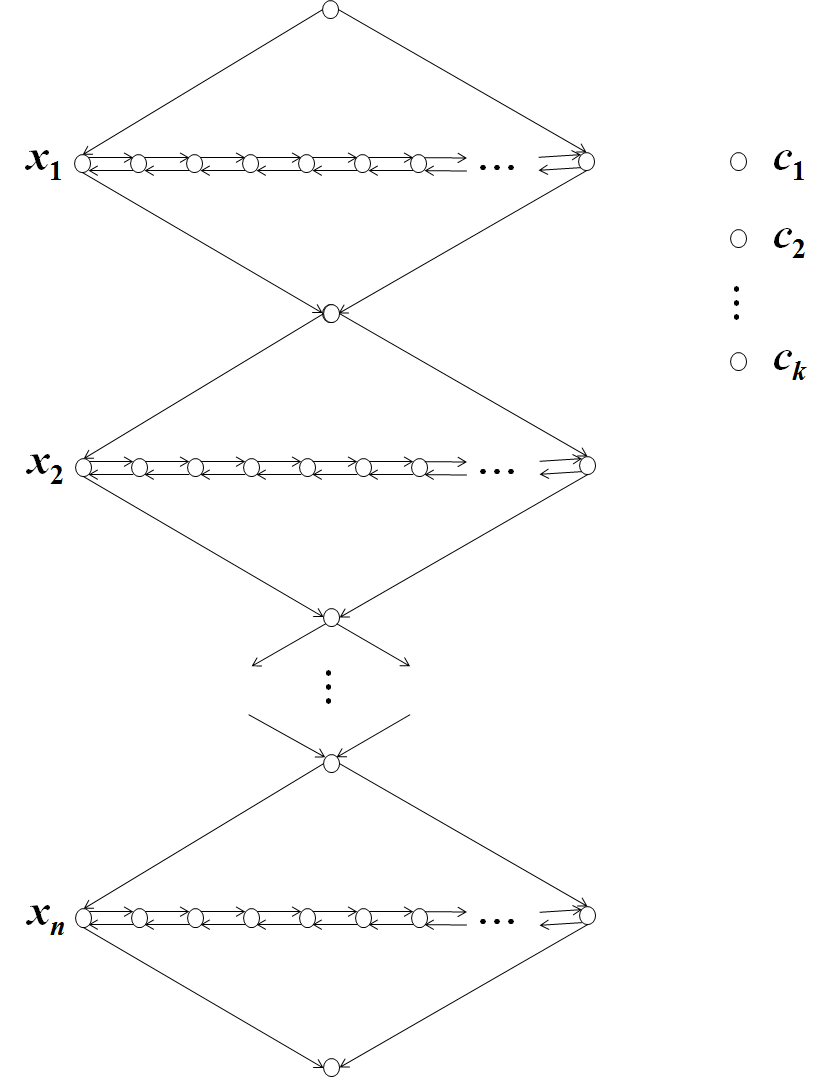 x₁ ... c₁
c₂
⋮
cₖ
x₂ ...
⋮
xₙ ...